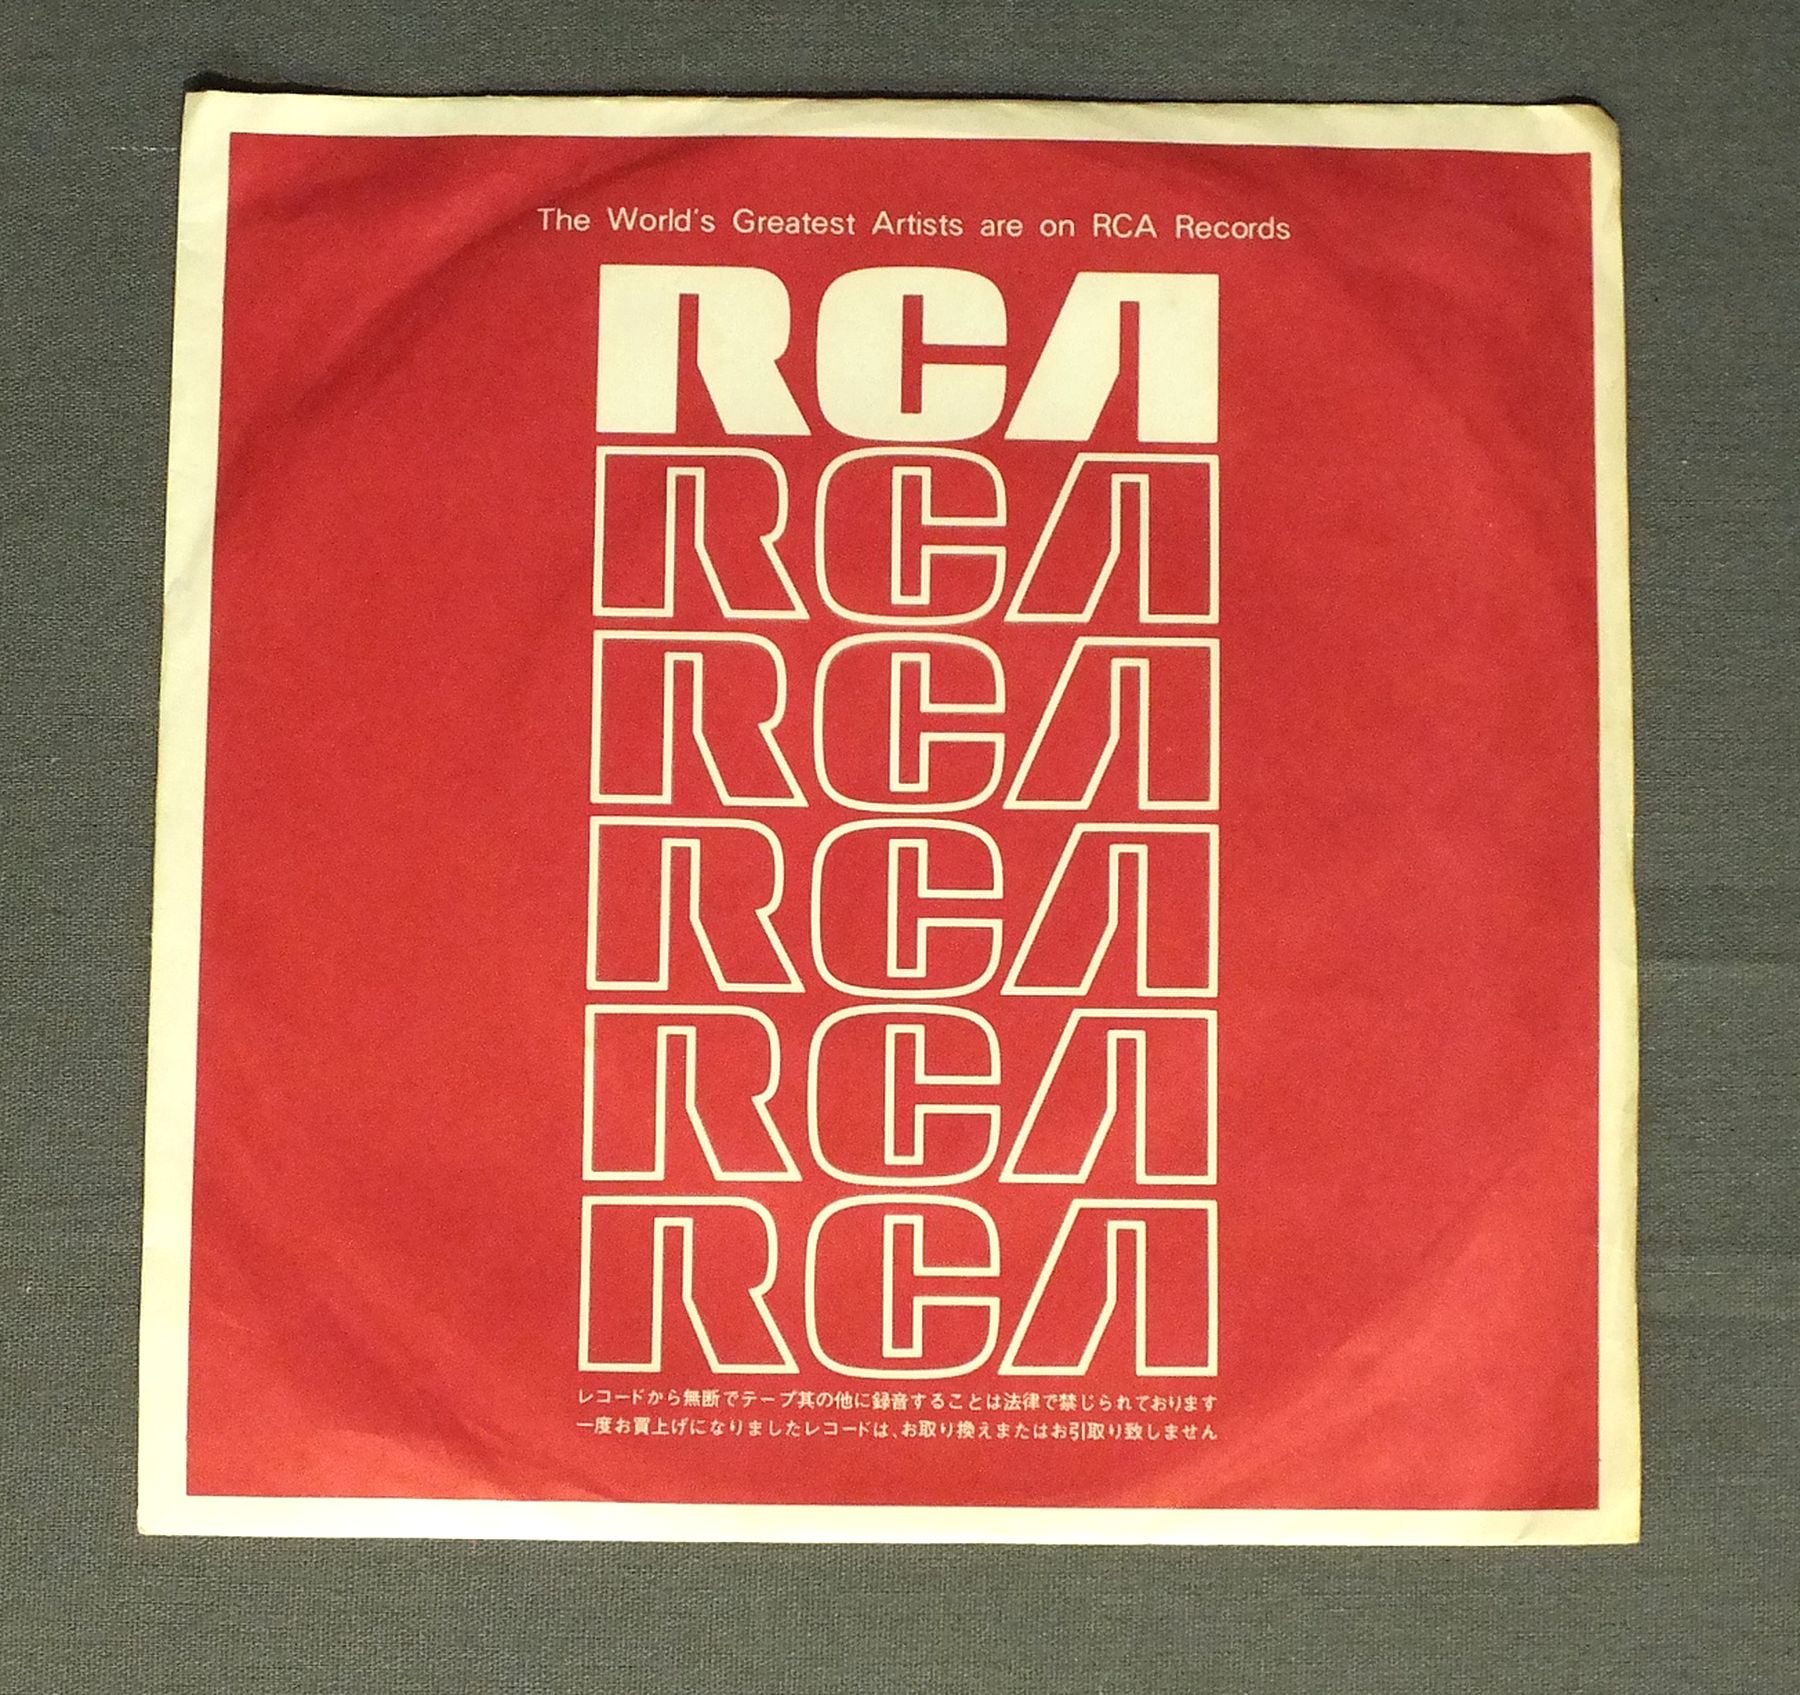 The World's Greatest Artists are on RCA Records
RCA
RCA
RCA
RCA
RCA
RCA
レコードから無断でテープ其の他に録音することは法律で禁じられております
一度お買上げになりましたレコードは、お取り換えまたはお引取り致しません